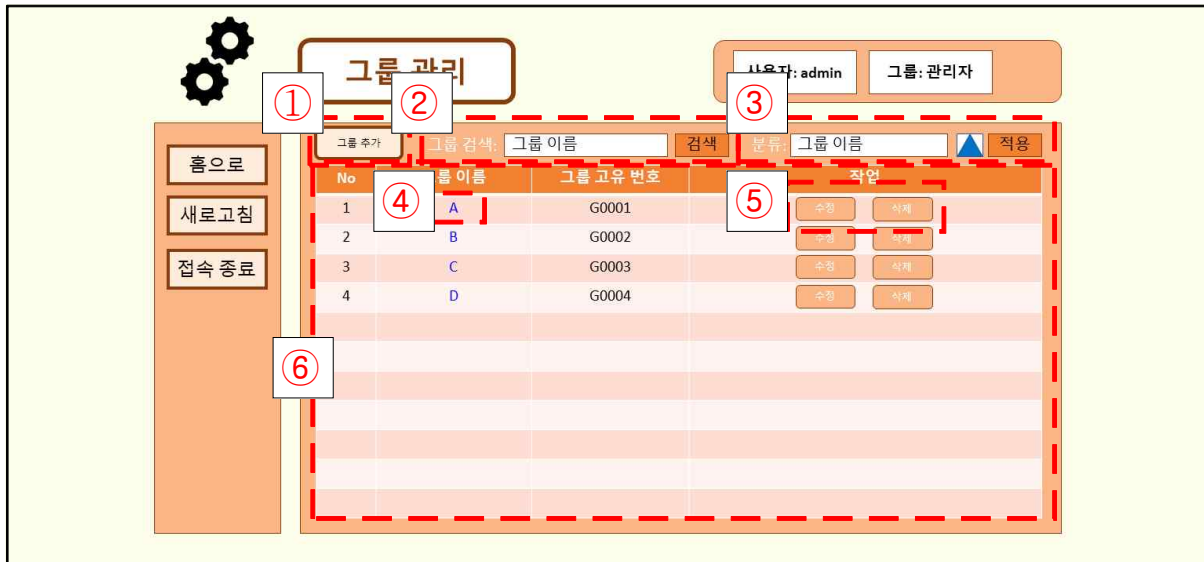 그룹 관리
사용자: admin 그룹: 관리자
① ② ③
그룹 추가 그룹 검색: 그룹 이름 검색 분류: 그룹 이름 적용
홈으로
새로고침
접속 종료
No 그룹 이름 그룹 고유 번호 작업
④ ⑤
1 A G0001 수정 삭제
2 B G0002 수정 삭제
3 C G0003 수정 삭제
4 D G0004 수정 삭제
⑥